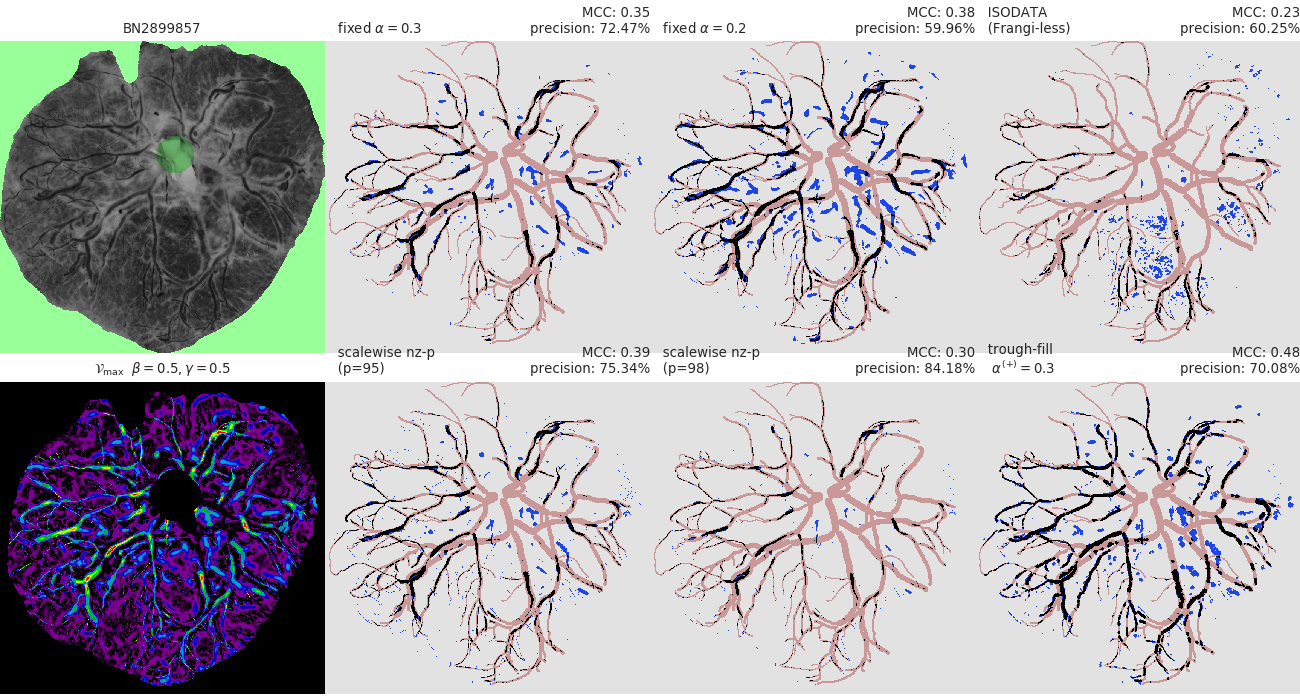 BN2899857
fixed α = 0.3
MCC: 0.35
precision: 72.47%
fixed α = 0.2
MCC: 0.38
precision: 59.96%
ISODATA
(Frangi-less)
MCC: 0.23
precision: 60.25%
𝒱max β = 0.5, γ = 0.5
scalewise nz-p
(p=95)
MCC: 0.39
precision: 75.34%
scalewise nz-p
(p=98)
MCC: 0.30
precision: 84.18%
trough-fill
α(+) = 0.3
MCC: 0.48
precision: 70.08%